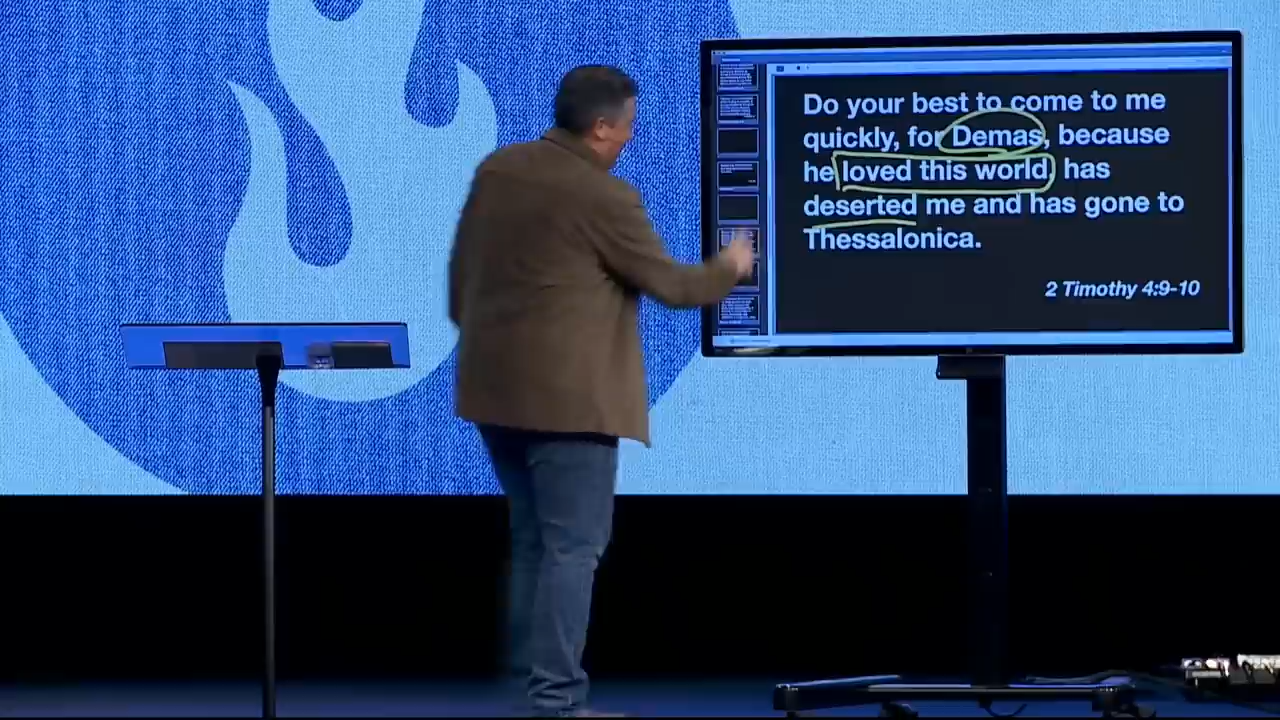 Do your best to come to me
quickly, for Demas, because
he loved this world, has
deserted me and has gone to
Thessalonica.
2 Timothy 4:9-10